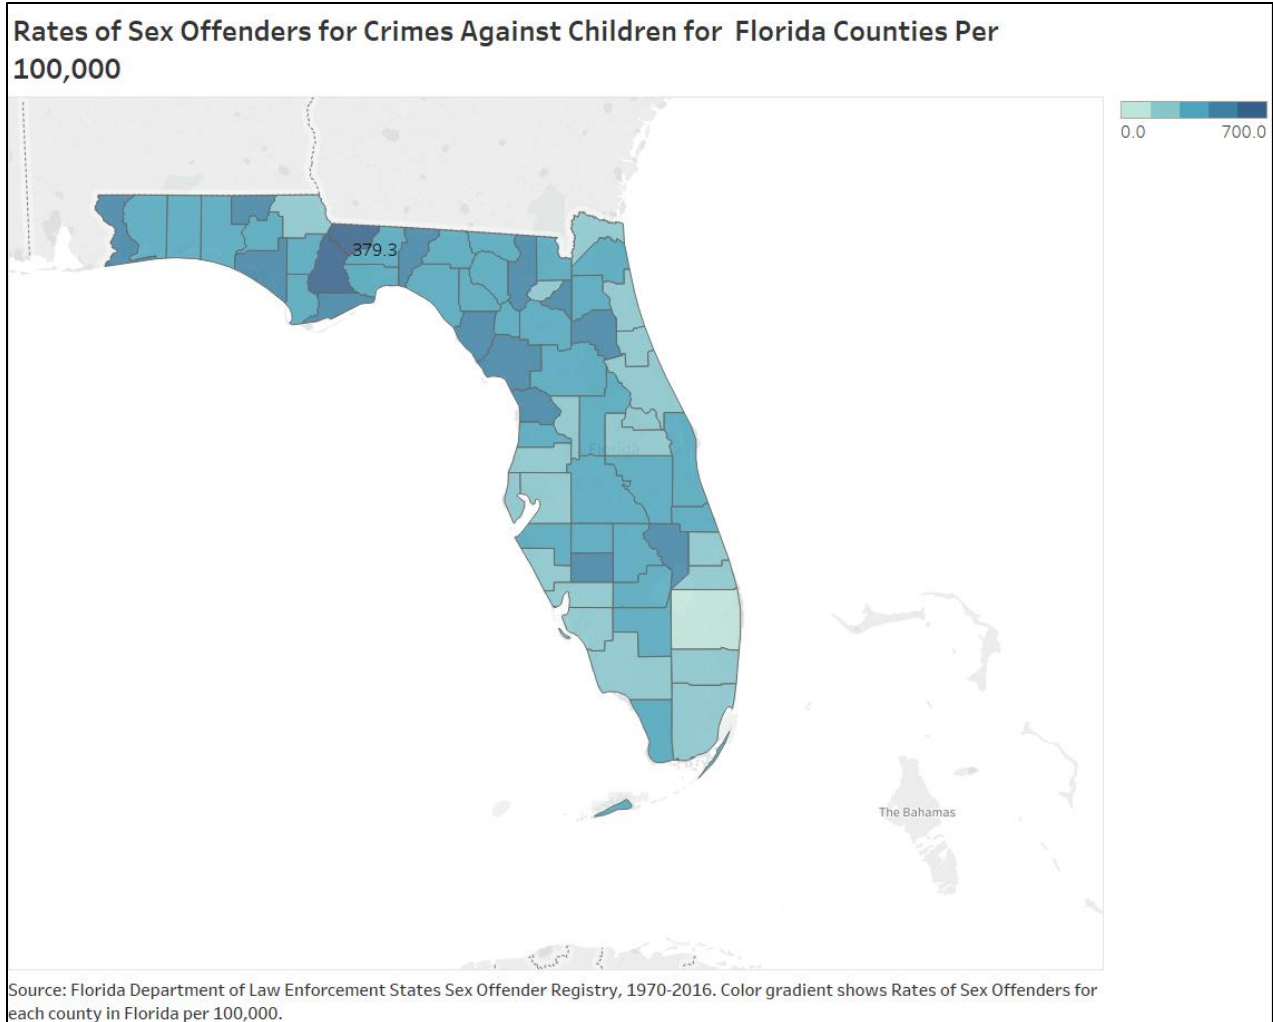 Rates of Sex Offenders for Crimes Against Children for Florida Counties Per
100,000
0.0 700.0
379.3
Florida
The Bahamas
Source: Florida Department of Law Enforcement States Sex Offender Registry, 1970-2016. Color gradient shows Rates of Sex Offenders for
each county in Florida per 100,000.